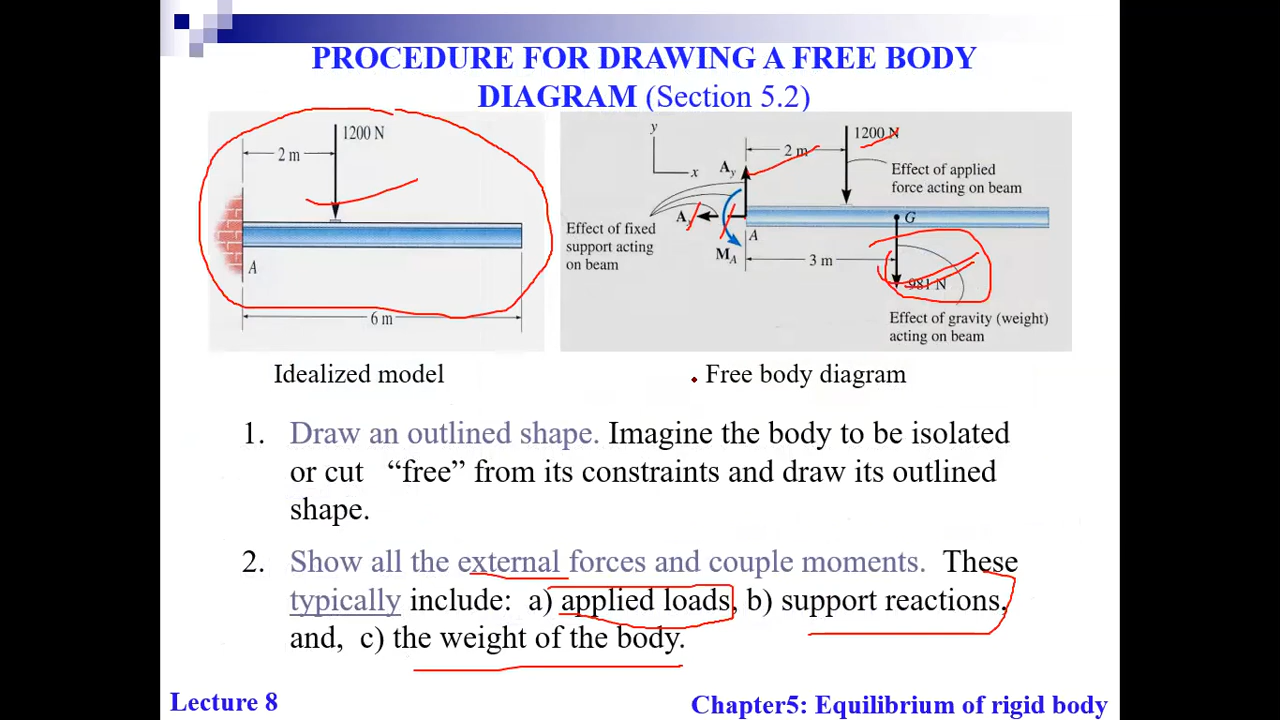 PROCEDURE FOR DRAWING A FREE BODY
DIAGRAM (Section 5.2)
1200 N
2 m
A
6 m
y
x
A_y
2 m
1200 N
Effect of applied
force acting on beam
Effect of fixed
support acting
on beam
A
G
A
M_A
3 m
981 N
Effect of gravity (weight)
acting on beam
Idealized model
Free body diagram
1. Draw an outlined shape. Imagine the body to be isolated
or cut “free” from its constraints and draw its outlined
shape.
2. Show all the external forces and couple moments. These
typically include: a) applied loads, b) support reactions,
and, c) the weight of the body.
Lecture 8
Chapter5: Equilibrium of rigid body